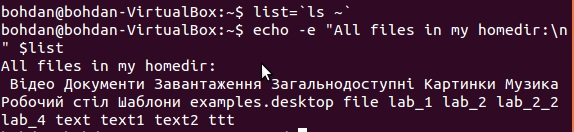 bohdan@bohdan-VirtualBox:~$ list=`ls ~`
bohdan@bohdan-VirtualBox:~$ echo -e "All files in my homedir:\n
" $list
All files in my homedir:
 Відео Документи Завантаження Загальнодоступні Картинки Музика
Робочий стіл Шаблони examples.desktop file lab_1 lab_2 lab_2_2
lab_4 text text1 text2 ttt